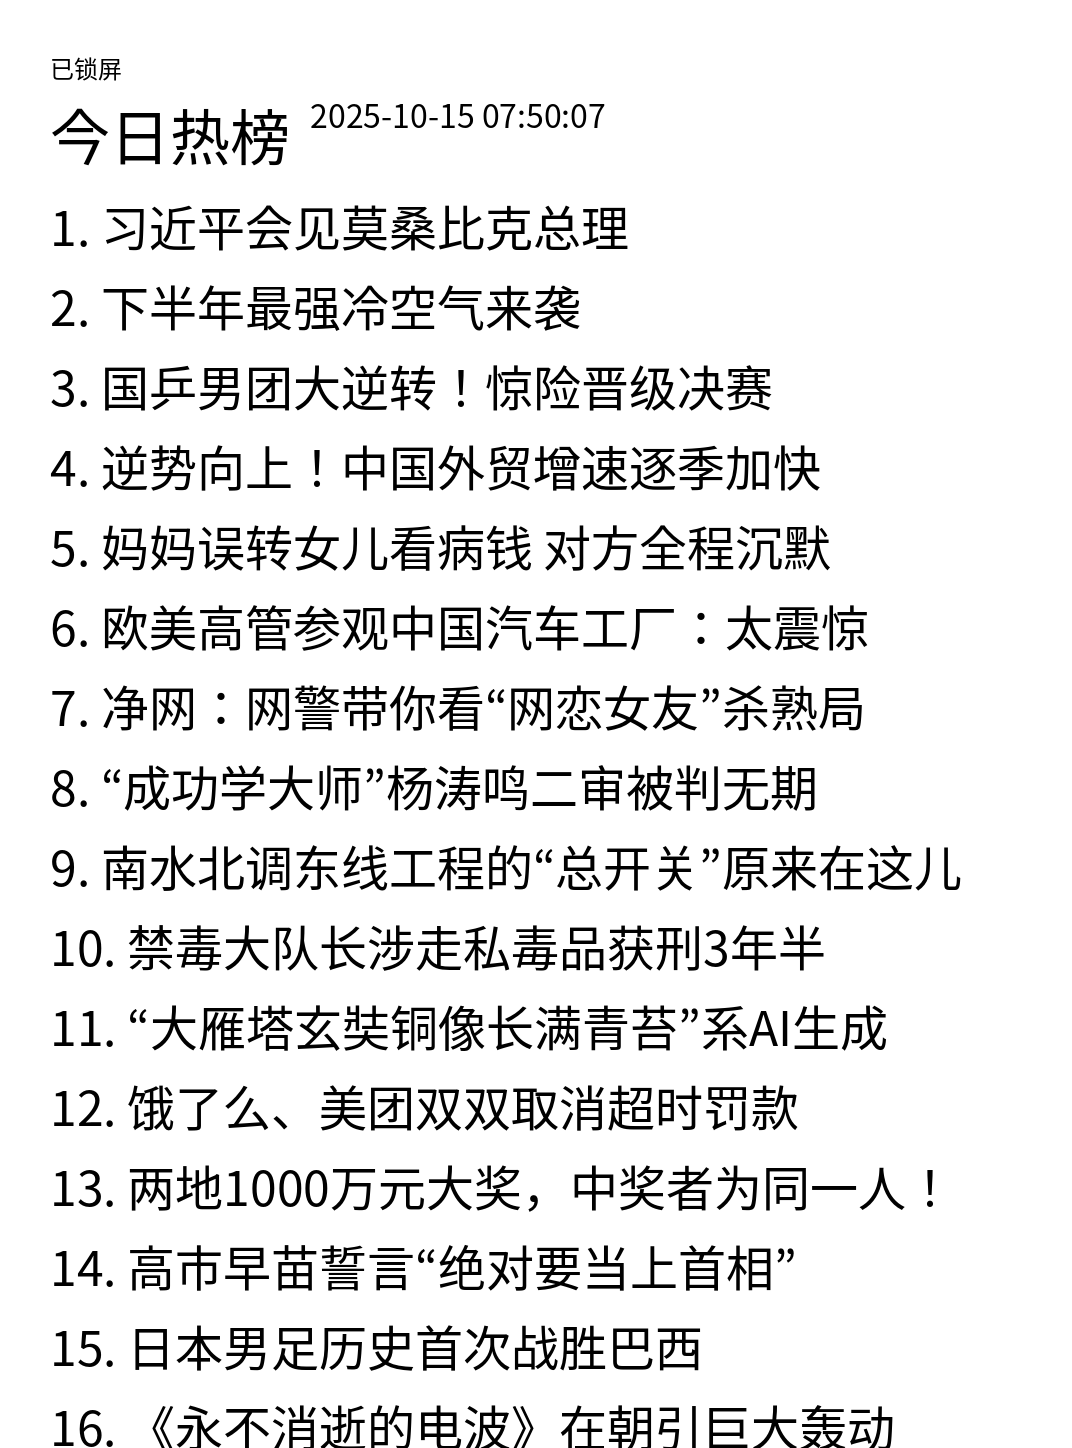 已锁屏
今日热榜 2025-10-15 07:50:07
1. 习近平会见莫桑比克总理
2. 下半年最强冷空气来袭
3. 国乒男团大逆转！惊险晋级决赛
4. 逆势向上！中国外贸增速逐季加快
5. 妈妈误转女儿看病钱 对方全程沉默
6. 欧美高管参观中国汽车工厂：太震惊
7. 净网：网警带你看“网恋女友”杀熟局
8. “成功学大师”杨涛鸣二审被判无期
9. 南水北调东线工程的“总开关”原来在这儿
10. 禁毒大队长涉走私毒品获刑3年半
11. “大雁塔玄奘铜像长满青苔”系AI生成
12. 饿了么、美团双双取消超时罚款
13. 两地1000万元大奖，中奖者为同一人！
14. 高市早苗誓言“绝对要当上首相”
15. 日本男足历史首次战胜巴西
16. 《永不消逝的电波》在朝引巨大轰动